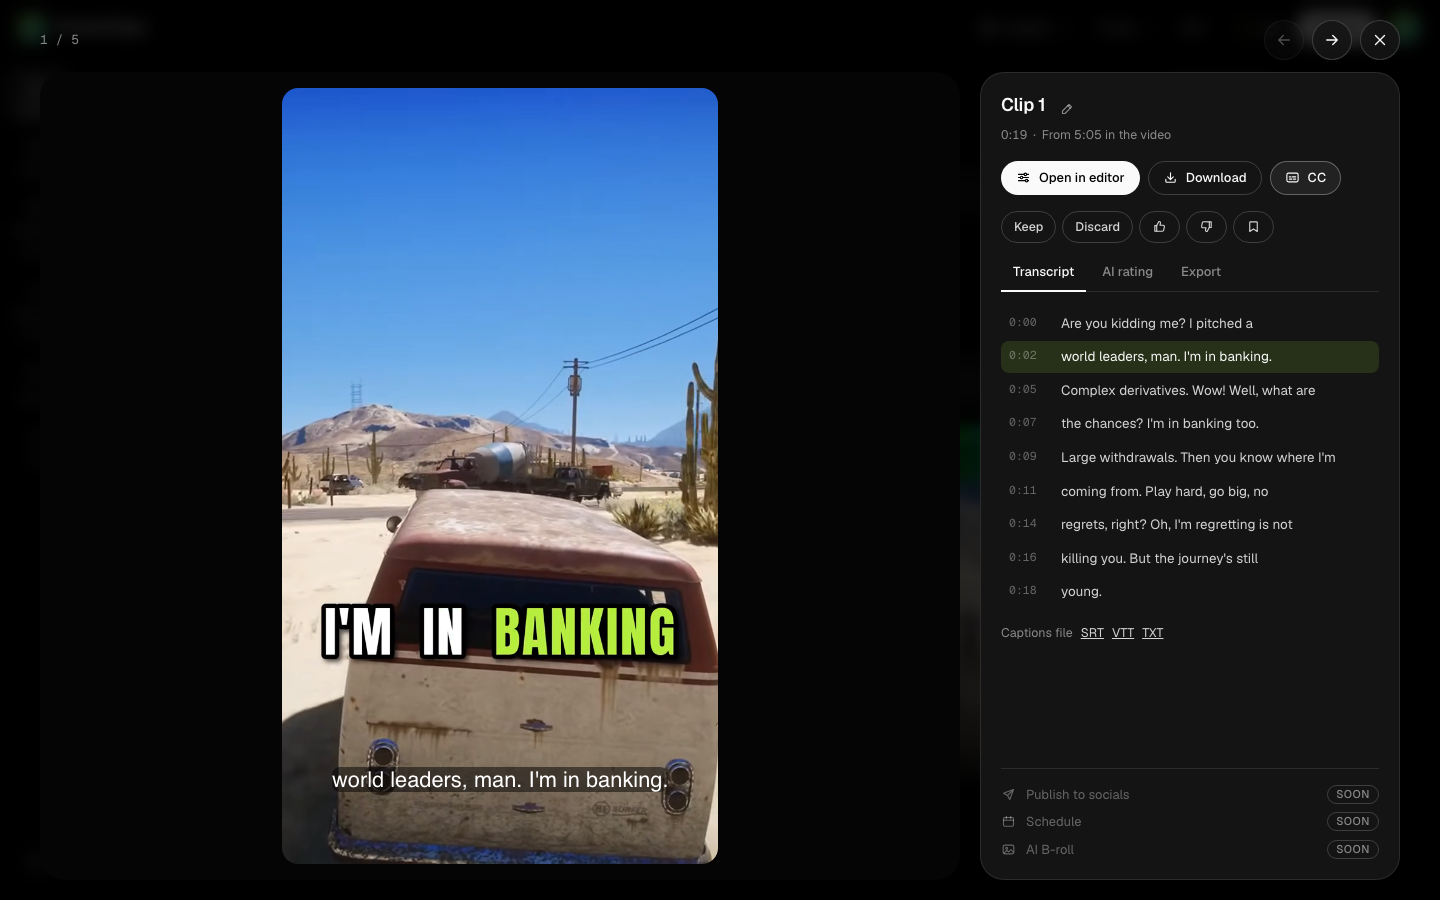 1 / 5
Clip 1
0:19 · From 5:05 in the video
Open in editor
Download
CC
Keep
Discard
Transcript
AI rating
Export
0:00 Are you kidding me? I pitched a
0:02 world leaders, man. I'm in banking.
0:05 Complex derivatives. Wow! Well, what are
0:07 the chances? I'm in banking too.
0:09 Large withdrawals. Then you know where I'm
0:11 coming from. Play hard, go big, no
0:14 regrets, right? Oh, I'm regretting is not
0:16 killing you. But the journey's still
0:18 young.
Captions file SRT VTT TXT
Publish to socials SOON
Schedule SOON
AI B-roll SOON
I'M IN BANKING
world leaders, man. I'm in banking.